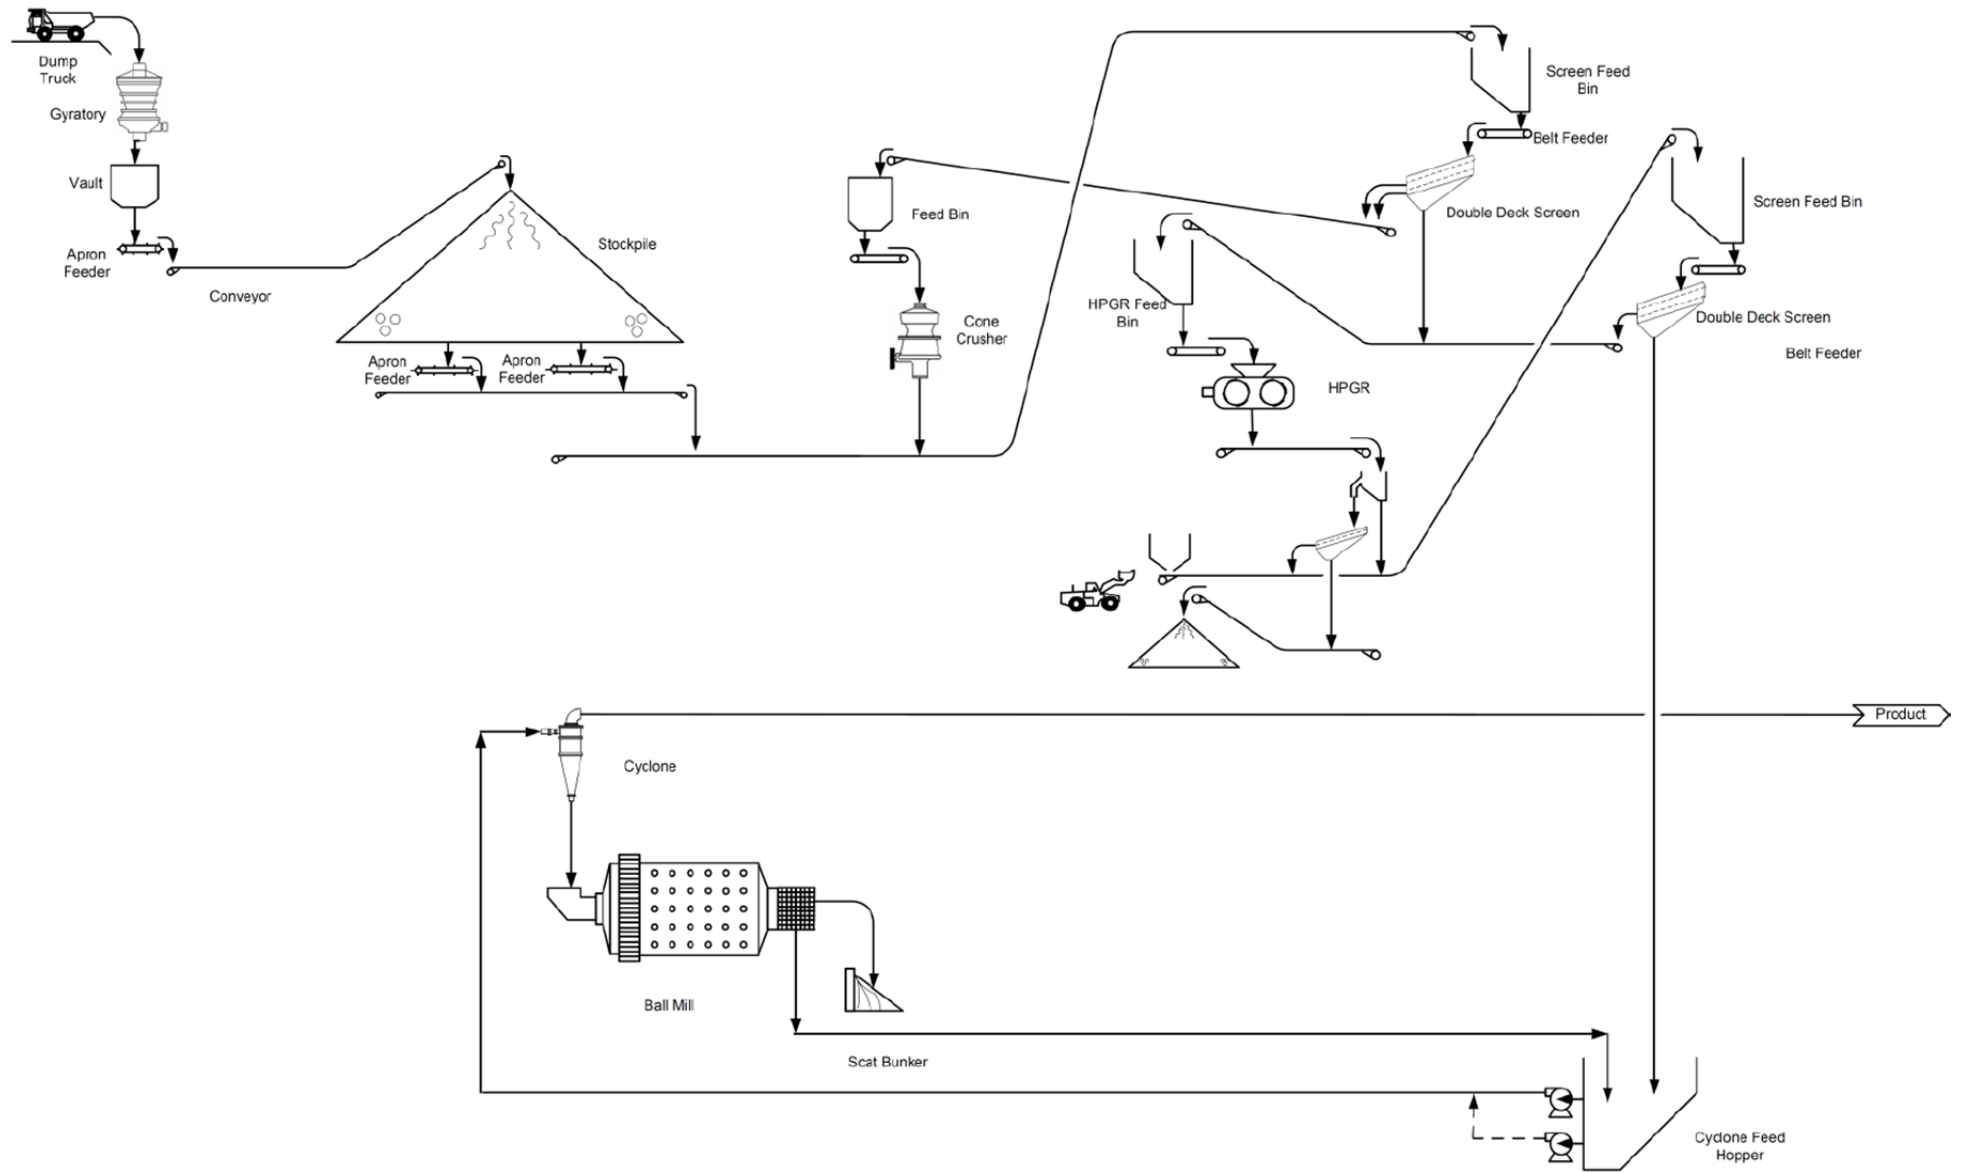 Dump
Truck
Gyratory
Vault
Apron
Feeder
Conveyor
Stockpile
Apron
Feeder
Apron
Feeder
Feed Bin
Cone
Crusher
Screen Feed
Bin
Belt Feeder
Double Deck Screen
HPGR Feed
Bin
HPGR
Screen Feed Bin
Double Deck Screen
Belt Feeder
Product
Cyclone
Ball Mill
Scat Bunker
Cyclone Feed
Hopper